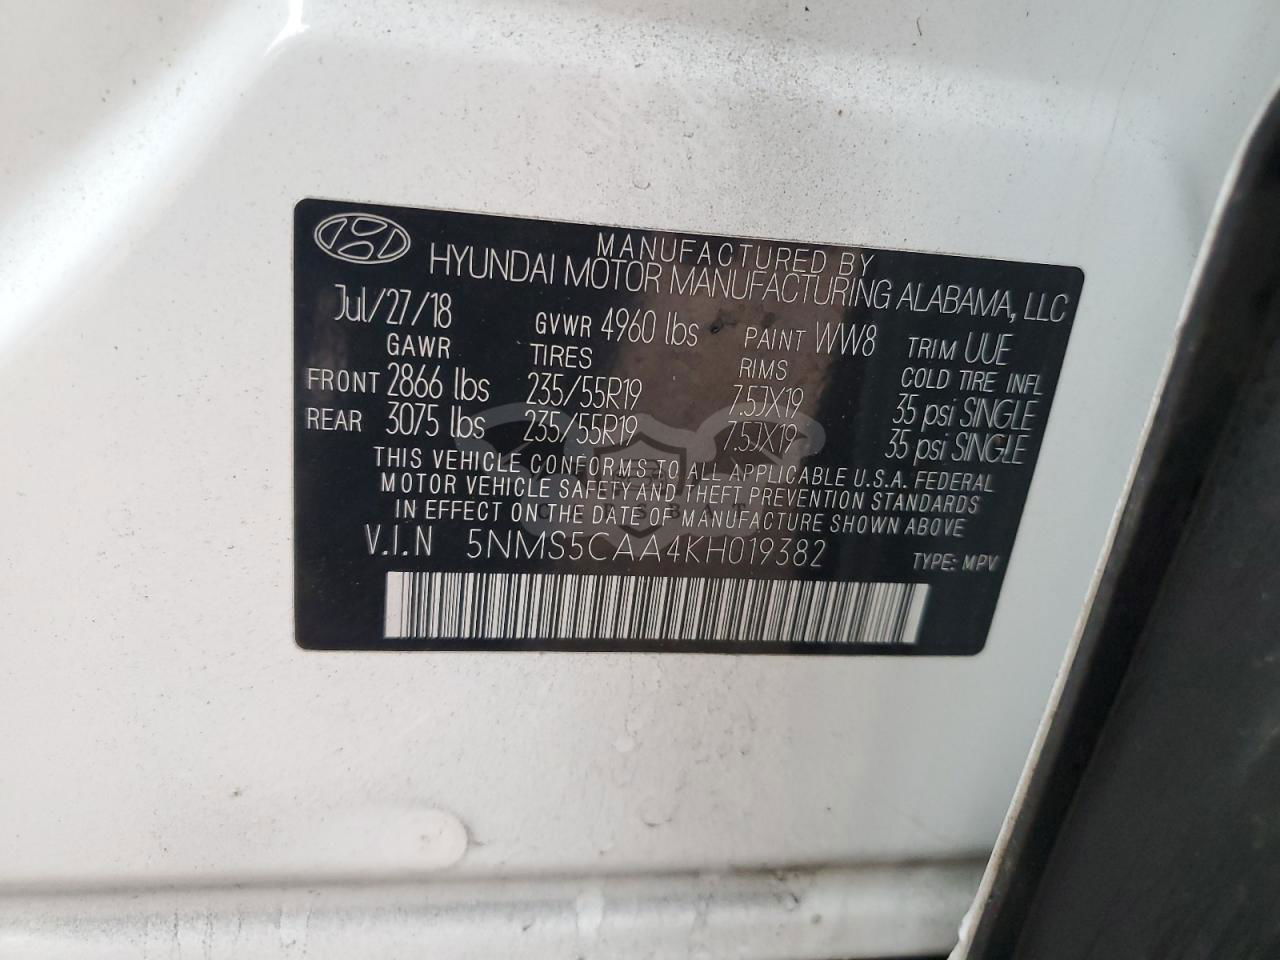 MANUFACTURED BY
HYUNDAI MOTOR MANUFACTURING ALABAMA, LLC
Jul/27/18 GVWR 4960 lbs PAINT WW8 TRIM UUE
GAWR TIRES RIMS COLD TIRE INFL
FRONT 2866 lbs 235/55R19 7.5JX19 35 psi SINGLE
REAR 3075 lbs 235/55R19 7.5JX19 35 psi SINGLE
THIS VEHICLE CONFORMS TO ALL APPLICABLE U.S.A. FEDERAL
MOTOR VEHICLE SAFETY AND THEFT PREVENTION STANDARDS
IN EFFECT ON THE DATE OF MANUFACTURE SHOWN ABOVE
V.I.N 5NMS5CAA4KH019382 TYPE: MPV